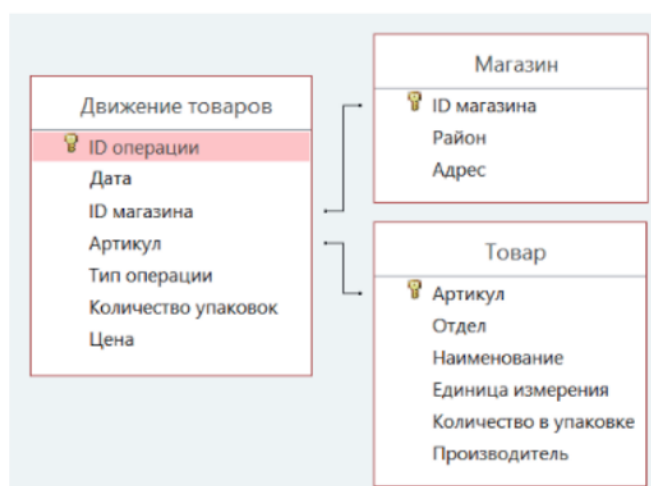 Движение товаров
ID операции
Дата
ID магазина
Артикул
Тип операции
Количество упаковок
Цена
Магазин
ID магазина
Район
Адрес
Товар
Артикул
Отдел
Наименование
Единица измерения
Количество в упаковке
Производитель